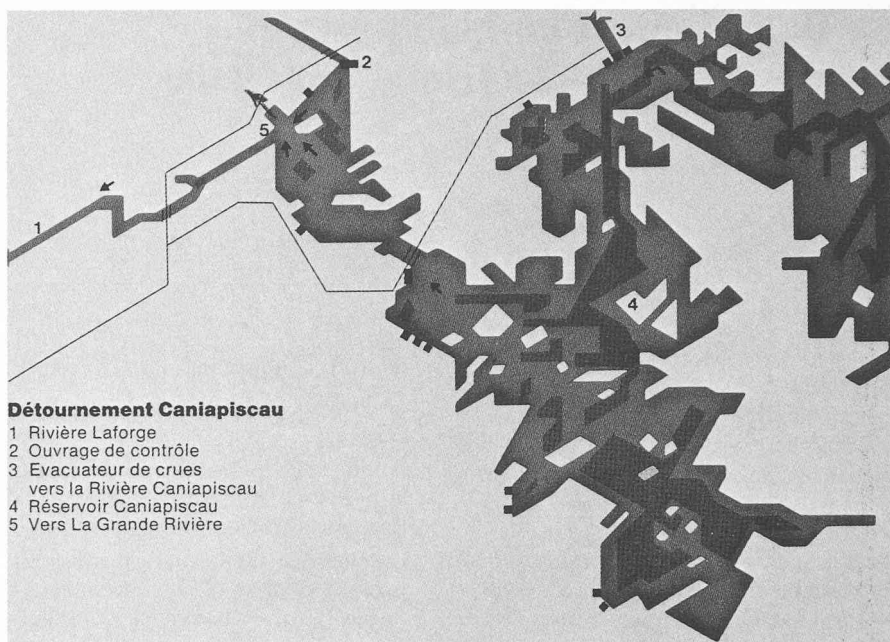 2
3
5
1
4
Détournement Caniapiscau
1 Rivière Laforge
2 Ouvrage de contrôle
3 Evacuateur de crues
vers la Rivière Caniapiscau
4 Réservoir Caniapiscau
5 Vers La Grande Rivière